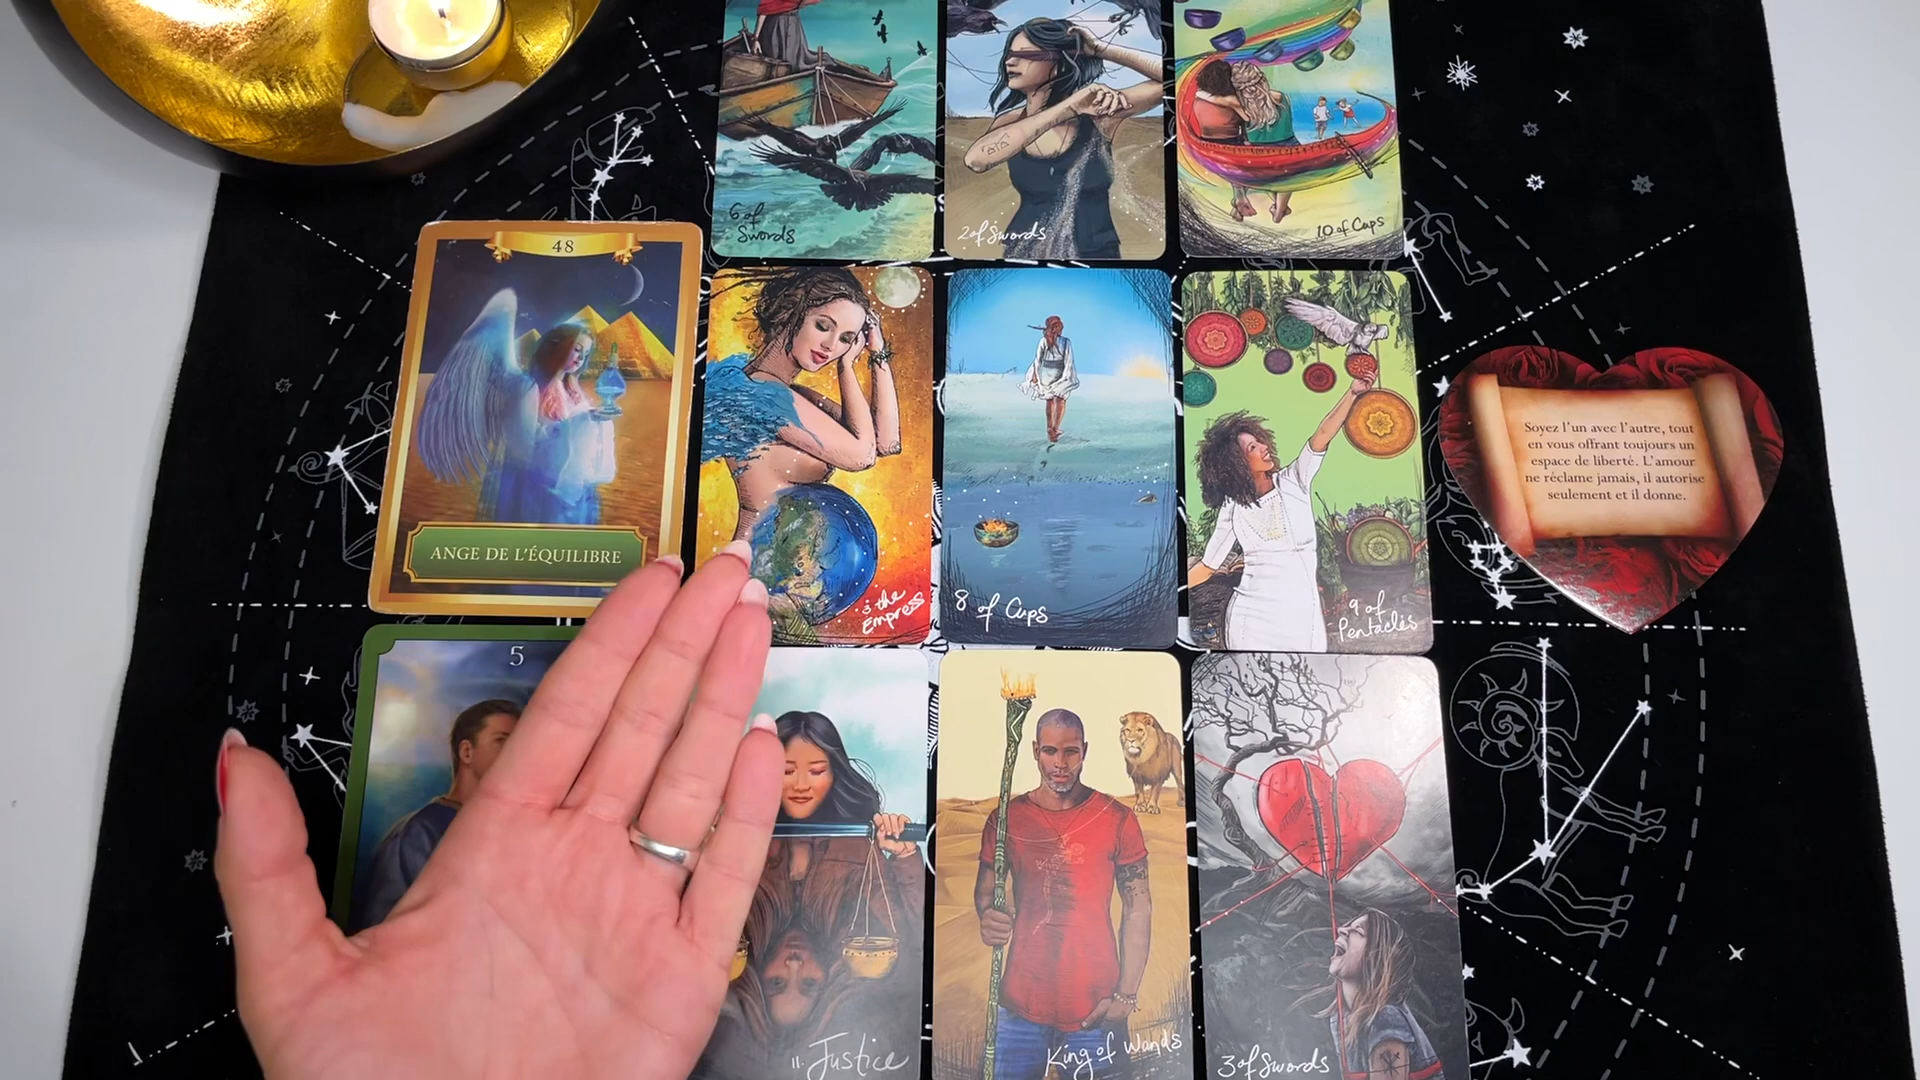 6 of
Swords
2 of Swords
10 of Cups
48
ANGE DE L'ÉQUILIBRE
3 the
Empress
8 of Cups
9 of
Pentacles
Soyez l'un avec l'autre, tout
en vous offrant toujours un
espace de liberté. L'amour
ne réclame jamais, il autorise
seulement et il donne.
5
11. Justice
King of Wands
3 of Swords